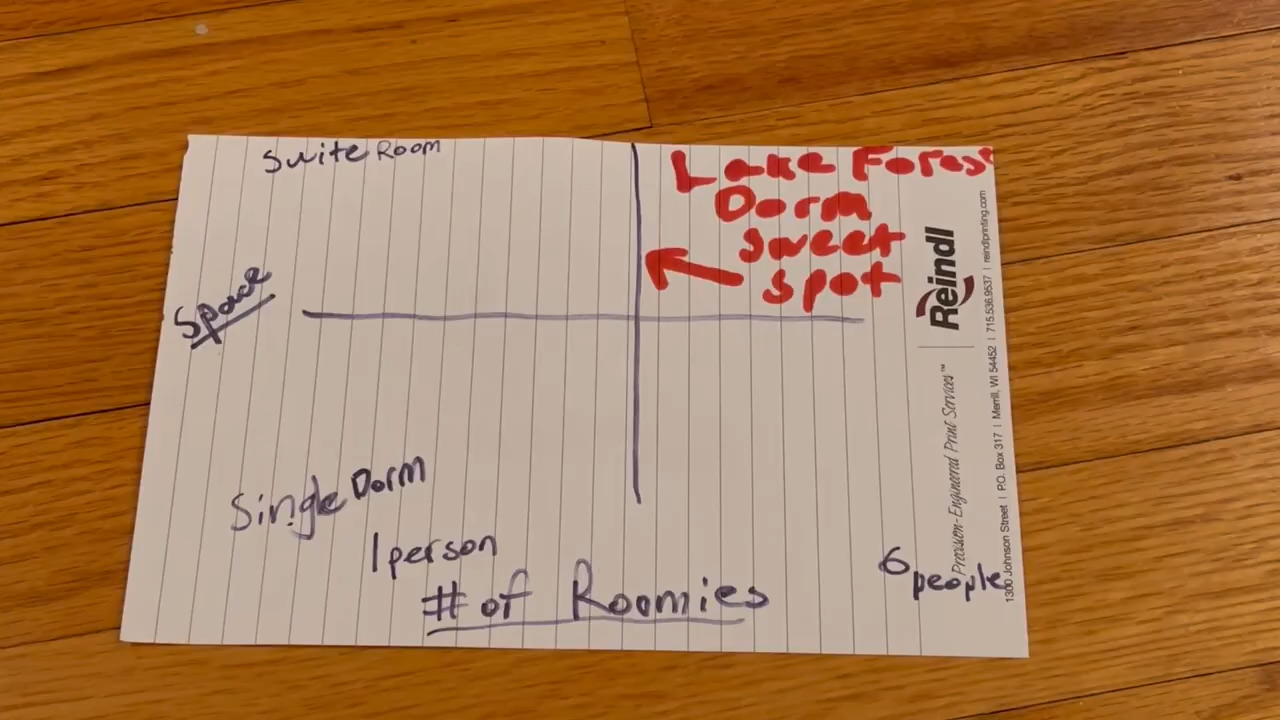 Suite Room
Lake Fores
Dorm
sweet
spot
Space
Single Dorm
1 person
# of Roomies
6 people
Reindl
Precision-Engineered Print Services™
1300 Johnson Street | P.O. Box 317 | Merrill, WI 54452 | 715.536.9537 | reindlprinting.com